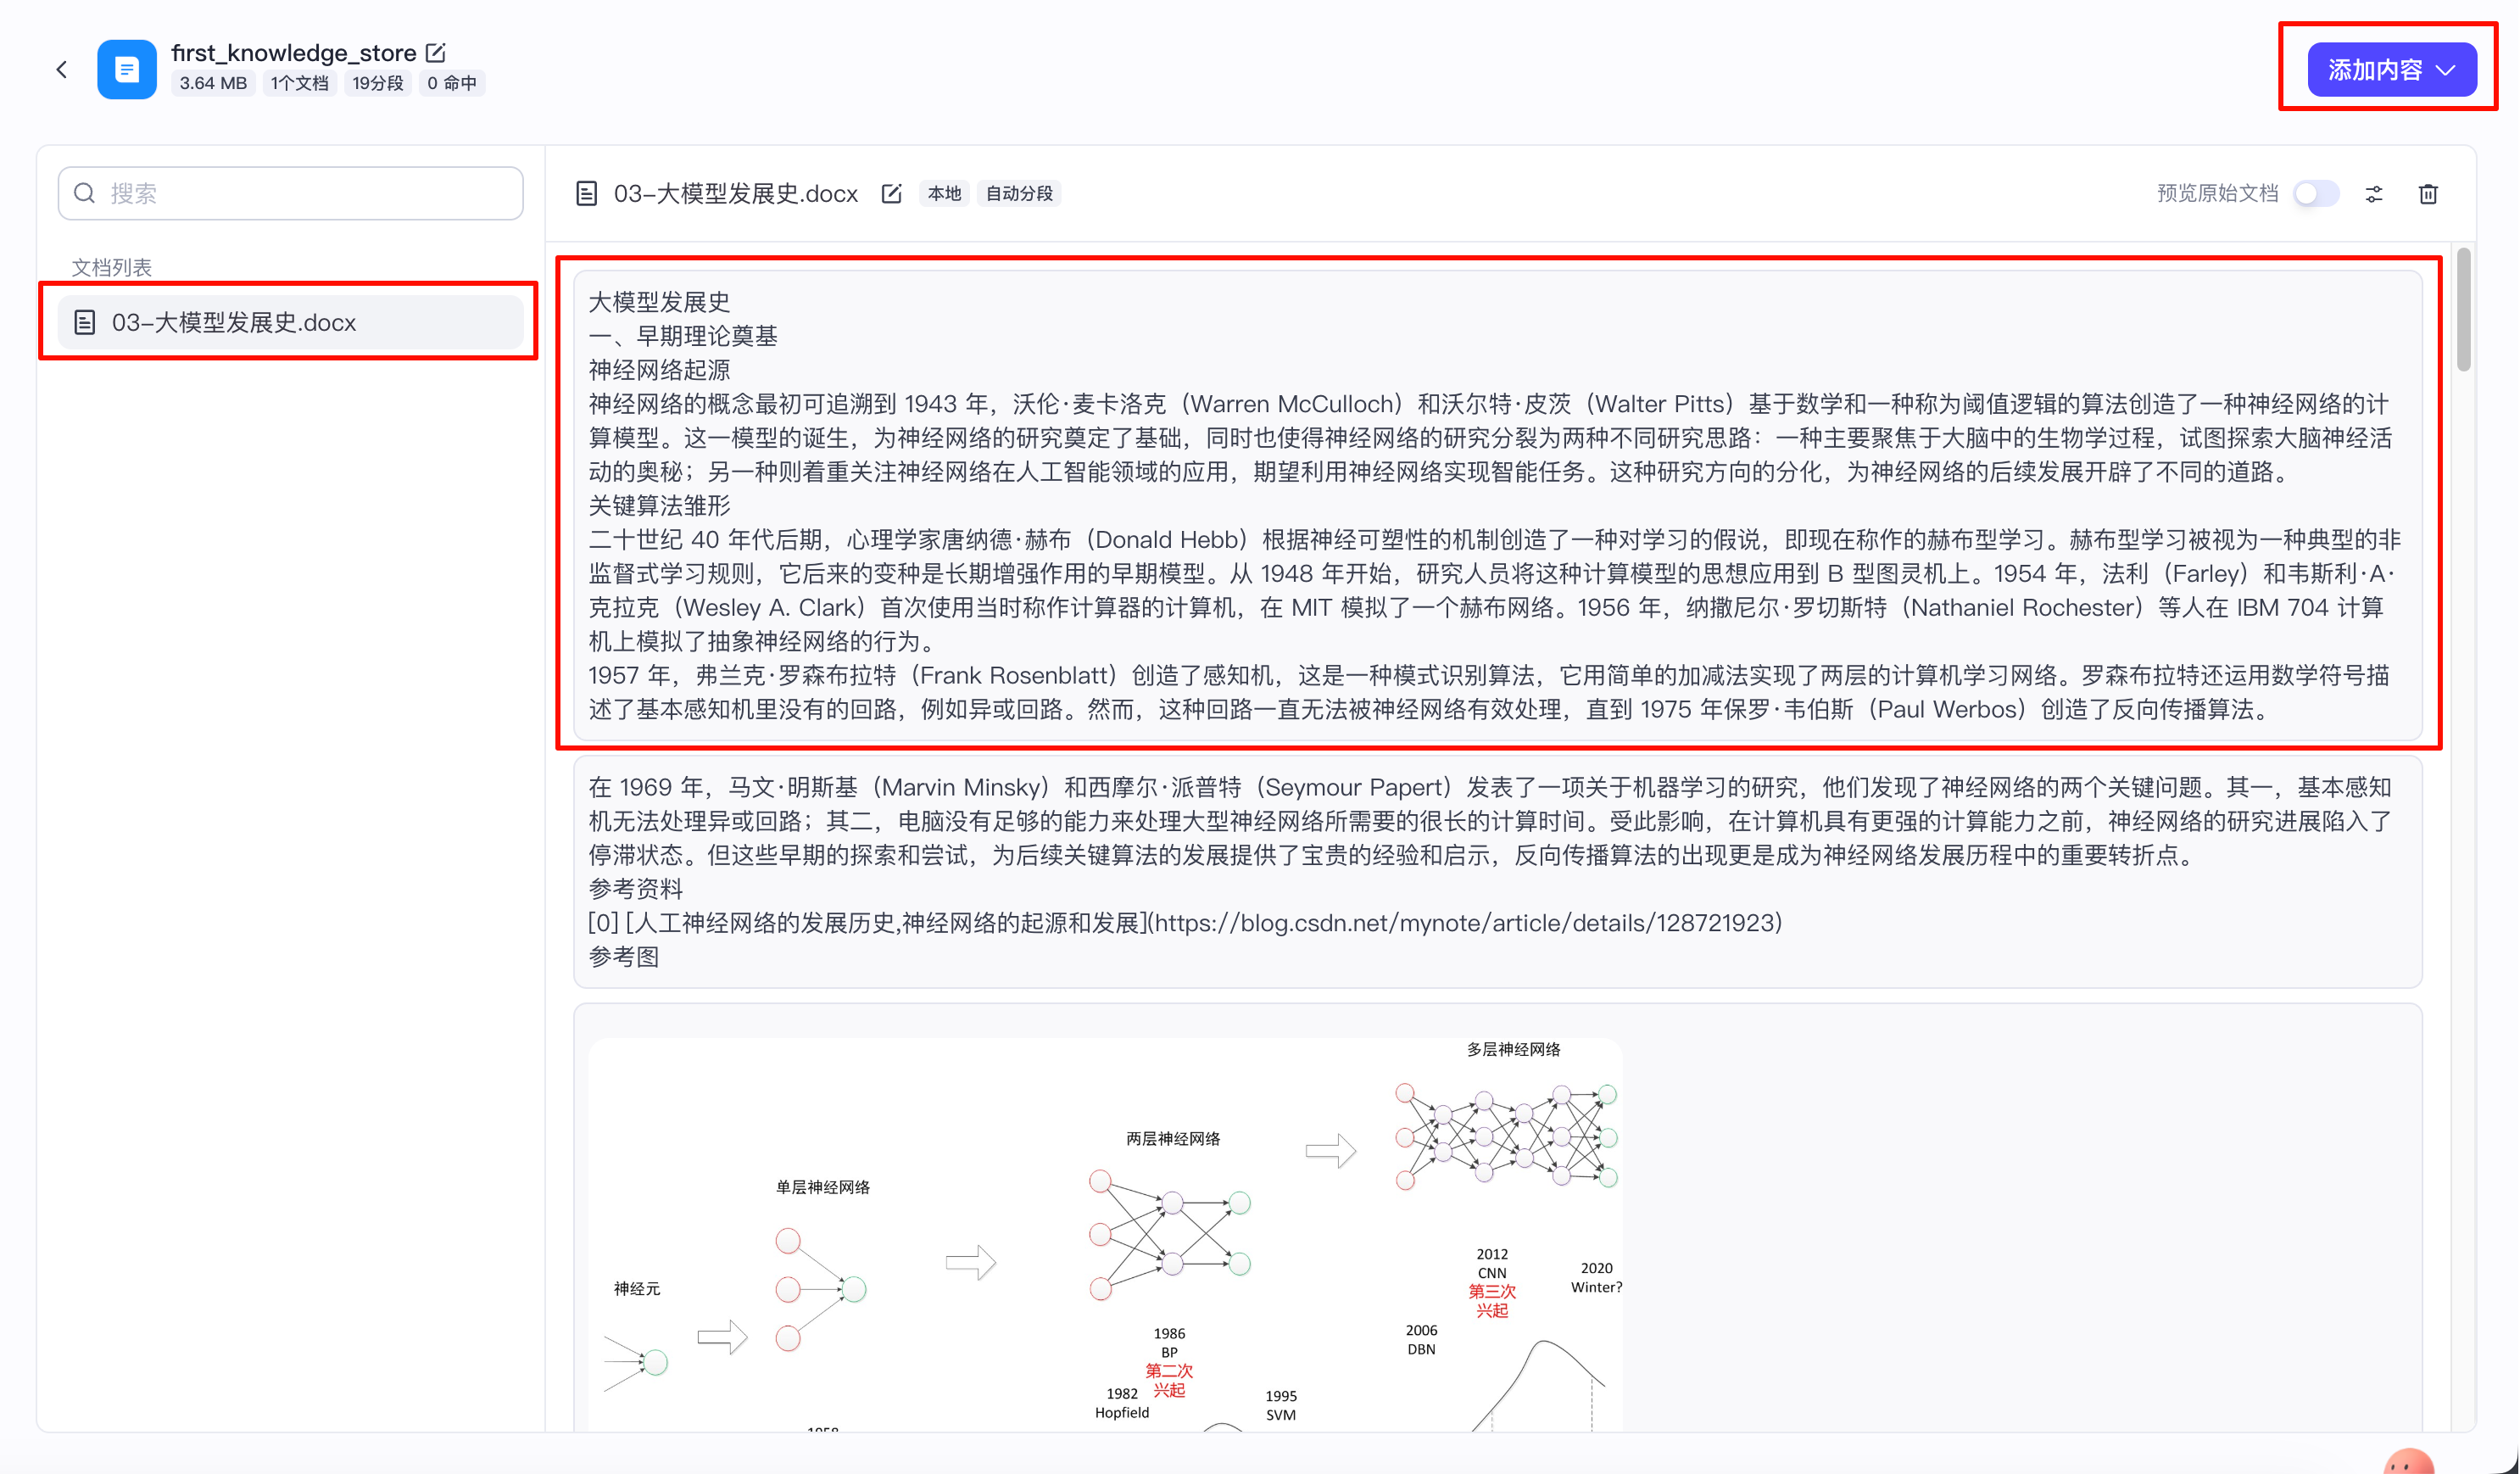 first_knowledge_store
3.64 MB
1个文档
19分段
0 命中
添加内容
搜索
文档列表
03-大模型发展史.docx
03-大模型发展史.docx
本地
自动分段
预览原始文档
大模型发展史
一、早期理论奠基
神经网络起源
神经网络的概念最初可追溯到 1943 年，沃伦·麦卡洛克（Warren McCulloch）和沃尔特·皮茨（Walter Pitts）基于数学和一种称为阈值逻辑的算法创造了一种神经网络的计
算模型。这一模型的诞生，为神经网络的研究奠定了基础，同时也使得神经网络的研究分裂为两种不同研究思路：一种主要聚焦于大脑中的生物学过程，试图探索大脑神经活
动的奥秘；另一种则着重关注神经网络在人工智能领域的应用，期望利用神经网络实现智能任务。这种研究方向的分化，为神经网络的后续发展开辟了不同的道路。
关键算法雏形
二十世纪 40 年代后期，心理学家唐纳德·赫布（Donald Hebb）根据神经可塑性的机制创造了一种对学习的假说，即现在称作的赫布型学习。赫布型学习被视为一种典型的非
监督式学习规则，它后来的变种是长期增强作用的早期模型。从 1948 年开始，研究人员将这种计算模型的思想应用到 B 型图灵机上。1954 年，法利（Farley）和韦斯利·A·
克拉克（Wesley A. Clark）首次使用当时称作计算器的计算机，在 MIT 模拟了一个赫布网络。1956 年，纳撒尼尔·罗切斯特（Nathaniel Rochester）等人在 IBM 704 计算
机上模拟了抽象神经网络的行为。
1957 年，弗兰克·罗森布拉特（Frank Rosenblatt）创造了感知机，这是一种模式识别算法，它用简单的加减法实现了两层的计算机学习网络。罗森布拉特还运用数学符号描
述了基本感知机里没有的回路，例如异或回路。然而，这种回路一直无法被神经网络有效处理，直到 1975 年保罗·韦伯斯（Paul Werbos）创造了反向传播算法。
在 1969 年，马文·明斯基（Marvin Minsky）和西摩尔·派普特（Seymour Papert）发表了一项关于机器学习的研究，他们发现了神经网络的两个关键问题。其一，基本感知
机无法处理异或回路；其二，电脑没有足够的能力来处理大型神经网络所需要的很长的计算时间。受此影响，在计算机具有更强的计算能力之前，神经网络的研究进展陷入了
停滞状态。但这些早期的探索和尝试，为后续关键算法的发展提供了宝贵的经验和启示，反向传播算法的出现更是成为神经网络发展历程中的重要转折点。
参考资料
[0] [人工神经网络的发展历史,神经网络的起源和发展](https://blog.csdn.net/mynote/article/details/128721923)
参考图
多层神经网络
两层神经网络
单层神经网络
神经元
2012
CNN
第三次
兴起
2020
Winter?
2006
DBN
1986
BP
第二次
兴起
1982
Hopfield
1995
SVM